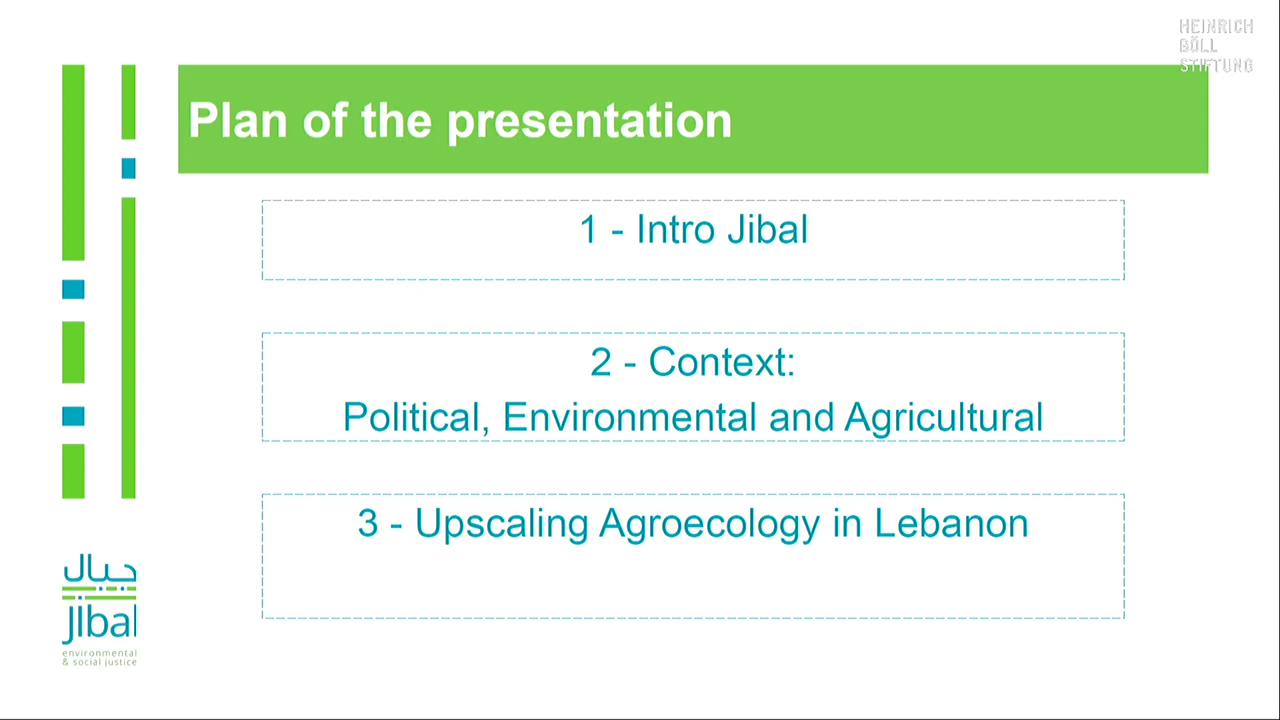 HEINRICH
BÖLL
STIFTUNG
Plan of the presentation
1 - Intro Jibal
2 - Context:
Political, Environmental and Agricultural
3 - Upscaling Agroecology in Lebanon
جبال
Jibal
environmental
& social justice